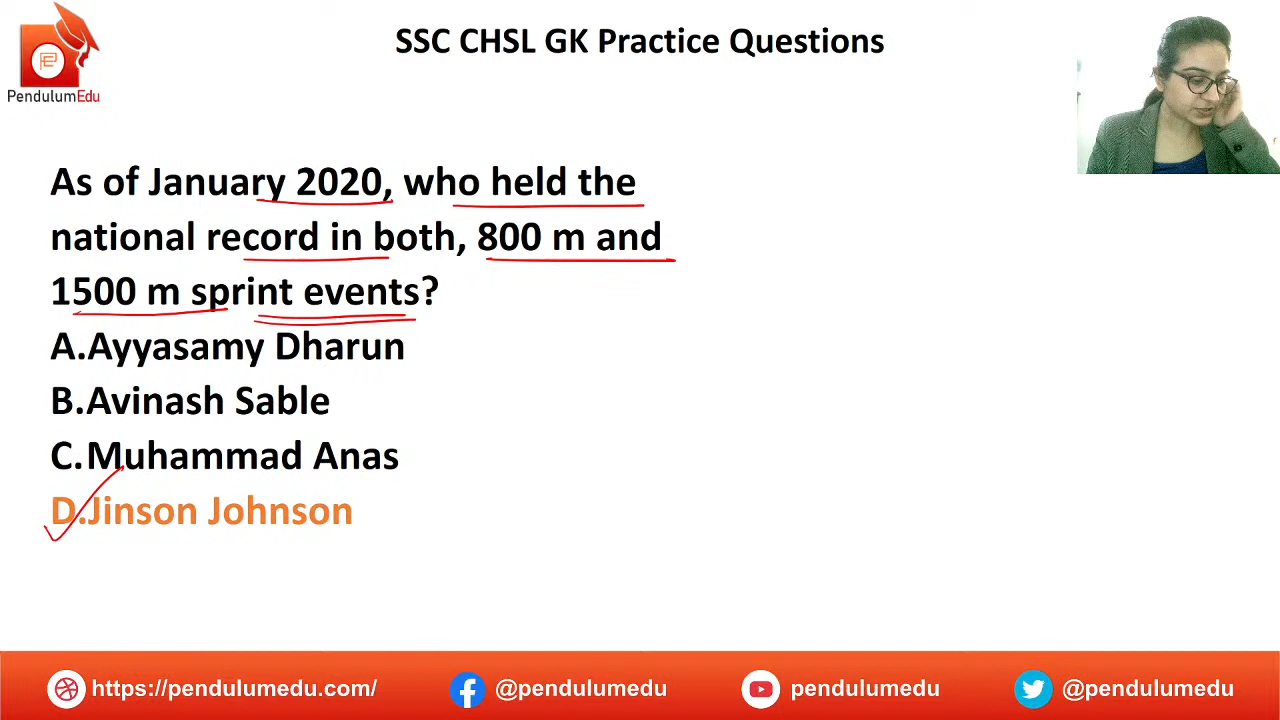 SSC CHSL GK Practice Questions
PendulumEdu
As of January 2020, who held the
national record in both, 800 m and
1500 m sprint events?
A.Ayyasamy Dharun
B.Avinash Sable
C.Muhammad Anas
D.Jinson Johnson
https://pendulumedu.com/
@pendulumedu
pendulumedu
@pendulumedu